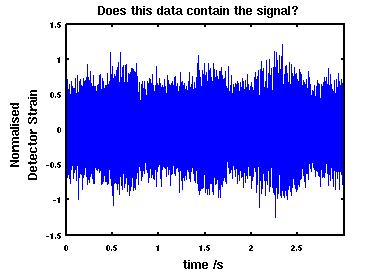 Does this data contain the signal?
1.5
1
0.5
0
-0.5
-1
-1.5
Normalised
Detector Strain
0 0.5 1 1.5 2 2.5
time /s